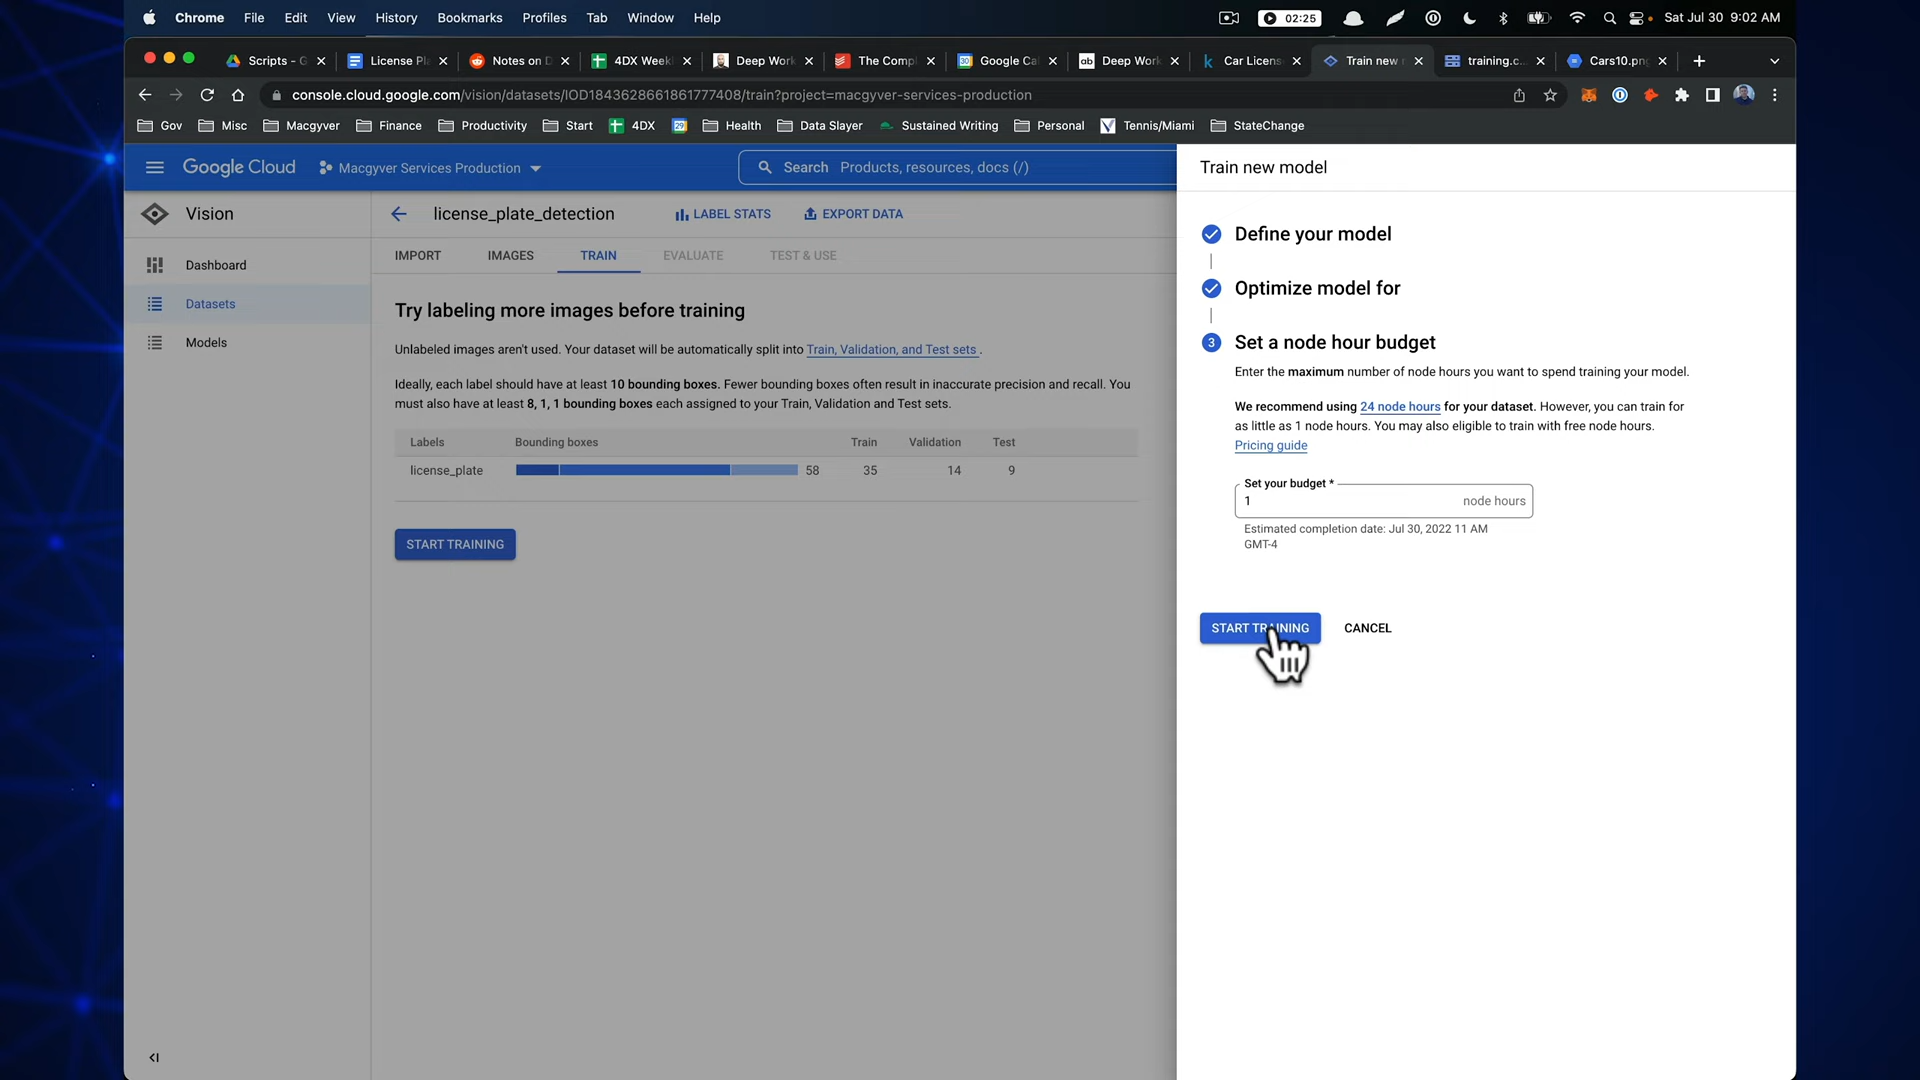 Chrome File Edit View History Bookmarks Profiles Tab Window Help 02:25 Sat Jul 30 9:02 AM
Scripts - G License Pl Notes on D 4DX Week Deep Work The Compl Google Cal Deep Work Car Licens Train new training.c... Cars10.png
console.cloud.google.com/vision/datasets/IOD1843628661861777408/train?project=macgyver-services-production
Gov Misc Macgyver Finance Productivity Start 4DX Health Data Slayer Sustained Writing Personal Tennis/Miami StateChange
Google Cloud Macgyver Services Production Search Products, resources, docs (/)
Vision
Dashboard
Datasets
Models
license_plate_detection LABEL STATS EXPORT DATA
IMPORT IMAGES TRAIN EVALUATE TEST & USE
Try labeling more images before training
Unlabeled images aren't used. Your dataset will be automatically split into Train, Validation, and Test sets .
Ideally, each label should have at least 10 bounding boxes. Fewer bounding boxes often result in inaccurate precision and recall. You
must also have at least 8, 1, 1 bounding boxes each assigned to your Train, Validation and Test sets.
Labels Bounding boxes Train Validation Test
license_plate 58 35 14 9
START TRAINING
Train new model
Define your model
Optimize model for
3 Set a node hour budget
Enter the maximum number of node hours you want to spend training your model.
We recommend using 24 node hours for your dataset. However, you can train for
as little as 1 node hours. You may also eligible to train with free node hours.
Pricing guide
Set your budget *
1 node hours
Estimated completion date: Jul 30, 2022 11 AM
GMT-4
START TRAINING CANCEL